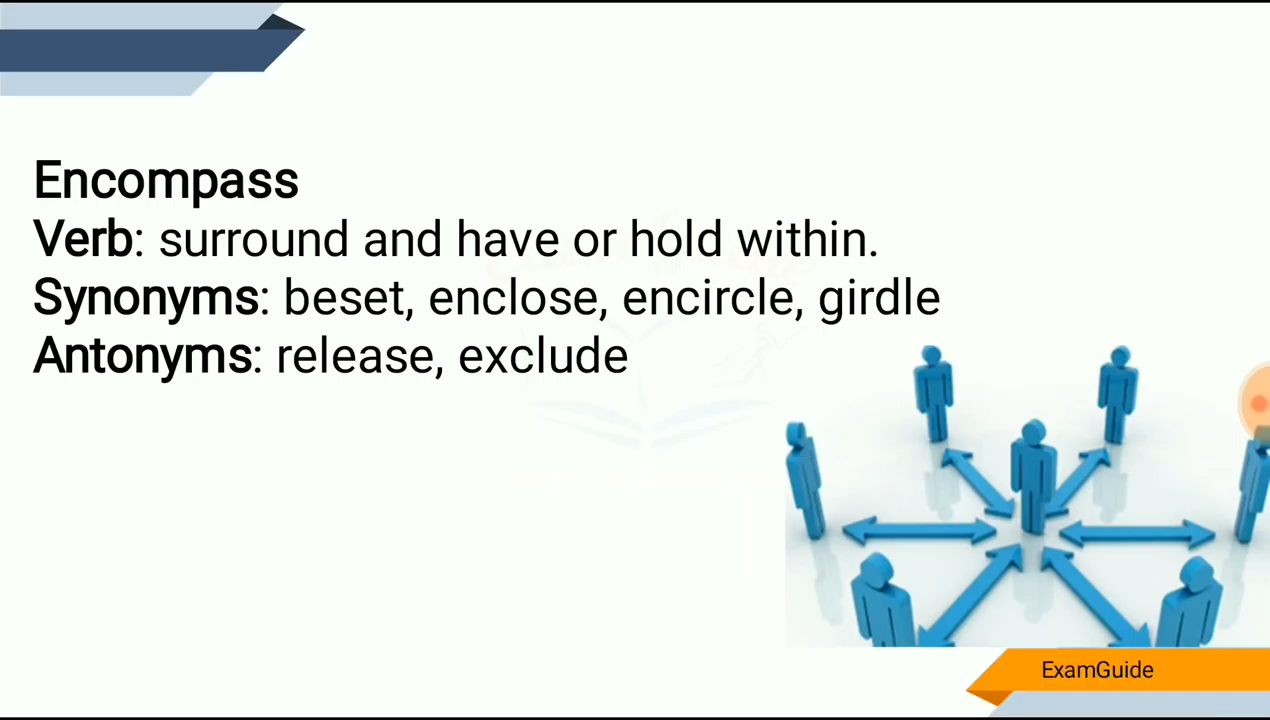 Encompass
Verb: surround and have or hold within.
Synonyms: beset, enclose, encircle, girdle
Antonyms: release, exclude
ExamGuide